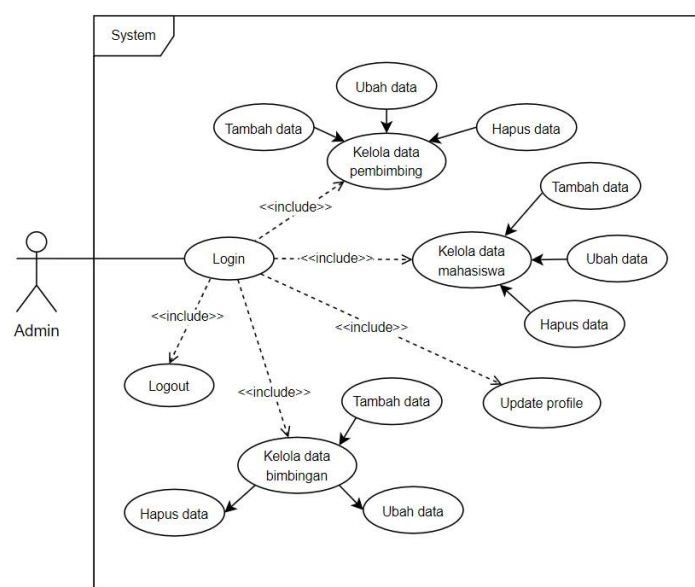 System
Ubah data
Tambah data
Hapus data
Kelola data
pembimbing
Tambah data
<<include>>
Login
<<include>>
Kelola data
mahasiswa
Ubah data
Admin
<<include>>
<<include>>
Hapus data
Logout
<<include>>
Tambah data
Update profile
Kelola data
bimbingan
Hapus data
Ubah data